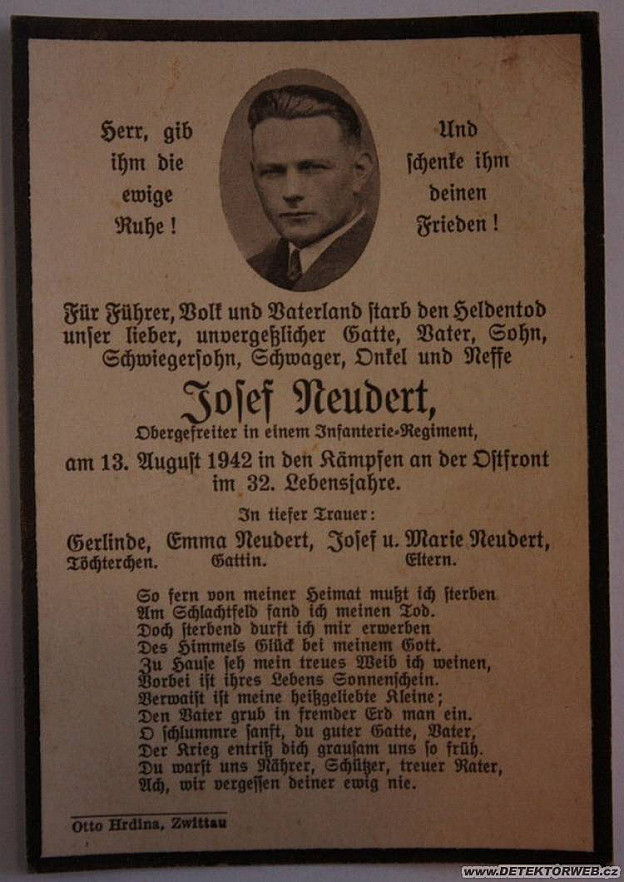 Herr, gib
ihm die
ewige
Ruhe!
Und
schenke ihm
deinen
Frieden!
Für Führer, Volk und Vaterland starb den Heldentod
unser lieber, unvergeßlicher Gatte, Vater, Sohn,
Schwiegersohn, Schwager, Onkel und Neffe
Josef Neudert,
Obergefreiter in einem Infanterie-Regiment,
am 13. August 1942 in den Kämpfen an der Ostfront
im 32. Lebensjahre.
In tiefer Trauer:
Gerlinde, Emma Neudert, Josef u. Marie Neudert,
Töchterchen. Gattin. Eltern.
So fern von meiner Heimat mußt ich sterben
Am Schlachtfeld fand ich meinen Tod.
Doch sterbend durft ich mir erwerben
Des Himmels Glück bei meinem Gott.
Zu Hause seh mein treues Weib ich weinen,
Vorbei ist ihres Lebens Sonnenschein.
Verwaist ist meine heißgeliebte Kleine;
Den Vater grub in fremder Erd man ein.
O schlummre sanft, du guter Gatte, Vater,
Der Krieg entriß dich grausam uns so früh.
Du warst uns Nährer, Schützer, treuer Rater,
Ach, wir vergessen deiner ewig nie.
Otto Hrdina, Zwittau
www.DETEKTORWEB.cz